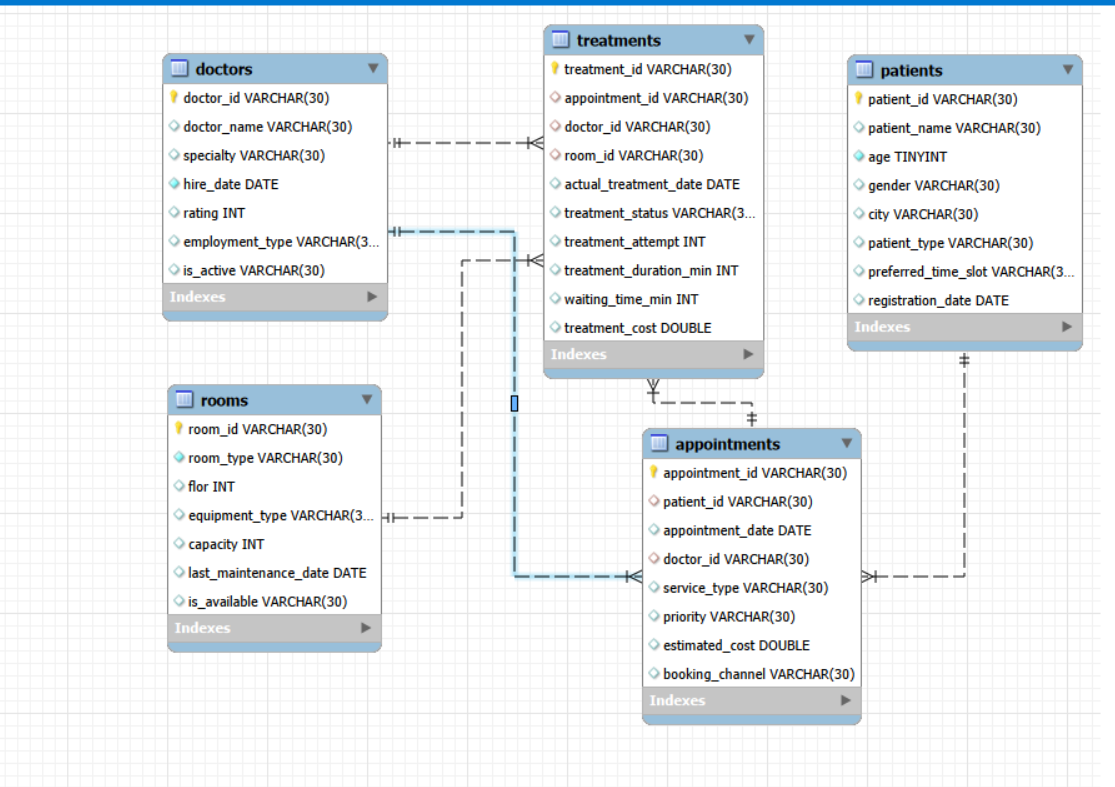 doctors
doctor_id VARCHAR(30)
doctor_name VARCHAR(30)
specialty VARCHAR(30)
hire_date DATE
rating INT
employment_type VARCHAR(3...
is_active VARCHAR(30)
Indexes
treatments
treatment_id VARCHAR(30)
appointment_id VARCHAR(30)
doctor_id VARCHAR(30)
room_id VARCHAR(30)
actual_treatment_date DATE
treatment_status VARCHAR(3...
treatment_attempt INT
treatment_duration_min INT
waiting_time_min INT
treatment_cost DOUBLE
Indexes
patients
patient_id VARCHAR(30)
patient_name VARCHAR(30)
age TINYINT
gender VARCHAR(30)
city VARCHAR(30)
patient_type VARCHAR(30)
preferred_time_slot VARCHAR(3...
registration_date DATE
Indexes
rooms
room_id VARCHAR(30)
room_type VARCHAR(30)
flor INT
equipment_type VARCHAR(3...
capacity INT
last_maintenance_date DATE
is_available VARCHAR(30)
Indexes
appointments
appointment_id VARCHAR(30)
patient_id VARCHAR(30)
appointment_date DATE
doctor_id VARCHAR(30)
service_type VARCHAR(30)
priority VARCHAR(30)
estimated_cost DOUBLE
booking_channel VARCHAR(30)
Indexes